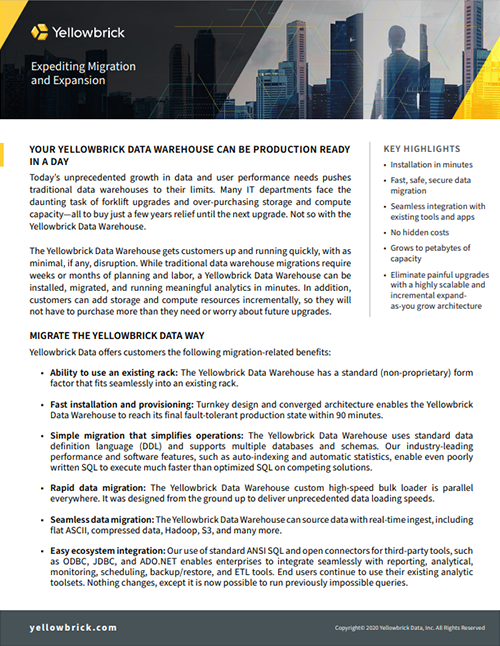 Yellowbrick
Expediting Migration
and Expansion
YOUR YELLOWBRICK DATA WAREHOUSE CAN BE PRODUCTION READY
IN A DAY
Today's unprecedented growth in data and user performance needs pushes
traditional data warehouses to their limits. Many IT departments face the
daunting task of forklift upgrades and over-purchasing storage and compute
capacity—all to buy just a few years relief until the next upgrade. Not so with the
Yellowbrick Data Warehouse.
The Yellowbrick Data Warehouse gets customers up and running quickly, with as
minimal, if any, disruption. While traditional data warehouse migrations require
weeks or months of planning and labor, a Yellowbrick Data Warehouse can be
installed, migrated, and running meaningful analytics in minutes. In addition,
customers can add storage and compute resources incrementally, so they will
not have to purchase more than they need or worry about future upgrades.
KEY HIGHLIGHTS
• Installation in minutes
• Fast, safe, secure data
migration
• Seamless integration with
existing tools and apps
• No hidden costs
• Grows to petabytes of
capacity
• Eliminate painful upgrades
with a highly scalable and
incremental expand-
as-you grow architecture
MIGRATE THE YELLOWBRICK DATA WAY
Yellowbrick Data offers customers the following migration-related benefits:
• Ability to use an existing rack: The Yellowbrick Data Warehouse has a standard (non-proprietary) form
factor that fits seamlessly into an existing rack.
• Fast installation and provisioning: Turnkey design and converged architecture enables the Yellowbrick
Data Warehouse to reach its final fault-tolerant production state within 90 minutes.
• Simple migration that simplifies operations: The Yellowbrick Data Warehouse uses standard data
definition language (DDL) and supports multiple databases and schemas. Our industry-leading
performance and software features, such as auto-indexing and automatic statistics, enable even poorly
written SQL to execute much faster than optimized SQL on competing solutions.
• Rapid data migration: The Yellowbrick Data Warehouse custom high-speed bulk loader is parallel
everywhere. It was designed from the ground up to deliver unprecedented data loading speeds.
• Seamless data migration: The Yellowbrick Data Warehouse can source data with real-time ingest, including
flat ASCII, compressed data, Hadoop, S3, and many more.
• Easy ecosystem integration: Our use of standard ANSI SQL and open connectors for third-party tools, such
as ODBC, JDBC, and ADO.NET enables enterprises to integrate seamlessly with reporting, analytical,
monitoring, scheduling, backup/restore, and ETL tools. End users continue to use their existing analytic
toolsets. Nothing changes, except it is now possible to run previously impossible queries.
yellowbrick.com
Copyright© 2020 Yellowbrick Data, Inc. All Rights Reserved